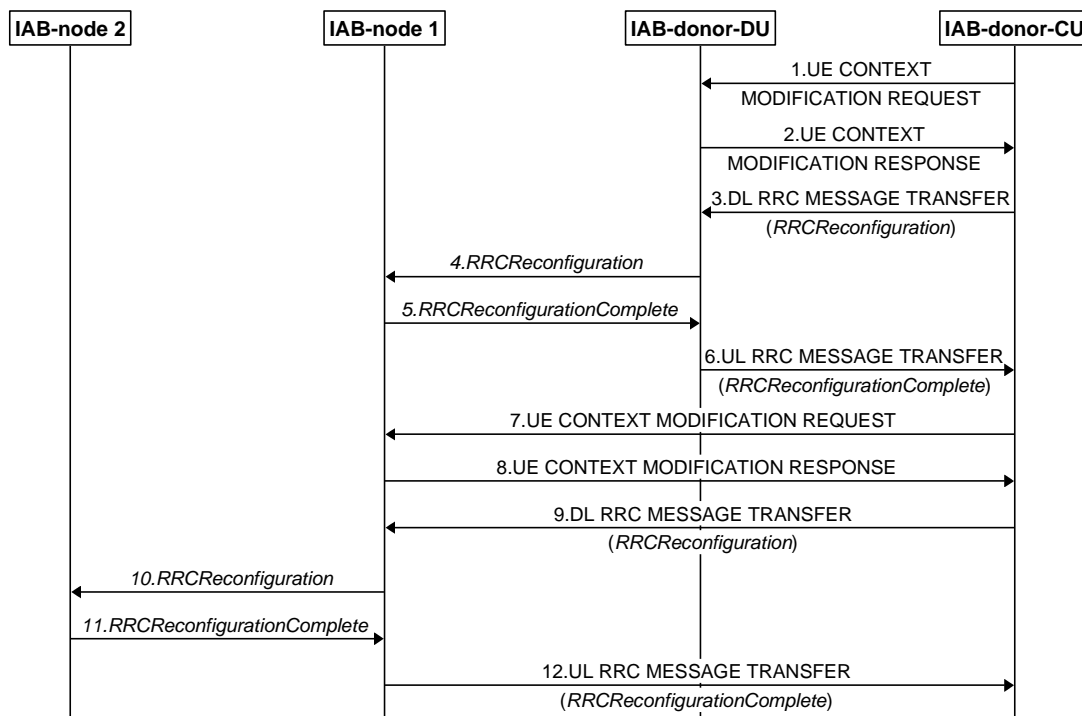 IAB-node 2
IAB-node 1
IAB-donor-DU
IAB-donor-CU
1.UE CONTEXT
MODIFICATION REQUEST
2.UE CONTEXT
MODIFICATION RESPONSE
3.DL RRC MESSAGE TRANSFER
(RRCReconfiguration)
4.RRCReconfiguration
5.RRCReconfigurationComplete
6.UL RRC MESSAGE TRANSFER
(RRCReconfigurationComplete)
7.UE CONTEXT MODIFICATION REQUEST
8.UE CONTEXT MODIFICATION RESPONSE
9.DL RRC MESSAGE TRANSFER
(RRCReconfiguration)
10.RRCReconfiguration
11.RRCReconfigurationComplete
12.UL RRC MESSAGE TRANSFER
(RRCReconfigurationComplete)